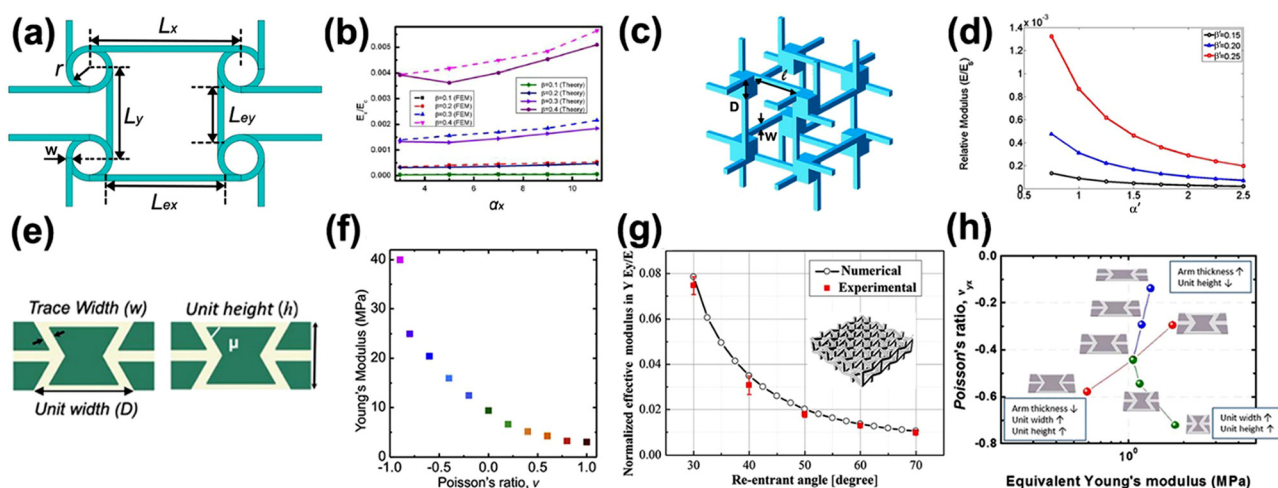 (a)
Lx
r
Ly
Ley
w
Lex
(b)
0.005
0.004
0.003
0.002
0.001
0.000
β=0.1 (FEM)
β=0.2 (FEM)
β=0.3 (FEM)
β=0.4 (FEM)
β=0.1 (Theory)
β=0.2 (Theory)
β=0.3 (Theory)
β=0.4 (Theory)
4 6 8 10
αx
(c)
ℓ
D
W
(d)
× 10⁻³
Relative Modulus (E/Es)
1.4
1.2
1
0.8
0.6
0.4
0.2
0
β'=0.15
β'=0.20
β'=0.25
0.5 1 1.5 2 2.5
α'
(e)
Trace Width (w)
Unit width (D)
Unit height (h)
μ
(f)
Young's Modulus (MPa)
40
30
20
10
0
-1.0 -0.5 0.0 0.5 1.0
Poisson's ratio, ν
(g)
Normalized effective modulus in Y Ey/E
0.08
0.06
0.04
0.02
0.00
Numerical
Experimental
30 40 50 60 70
Re-entrant angle [degree]
(h)
Poisson's ratio, νyx
0.0
-0.2
-0.4
-0.6
-0.8
Arm thickness ↑
Unit height ↓
Arm thickness ↓
Unit width ↑
Unit height ↑
Unit width ↑
Unit height ↑
10⁰
Equivalent Young's modulus (MPa)